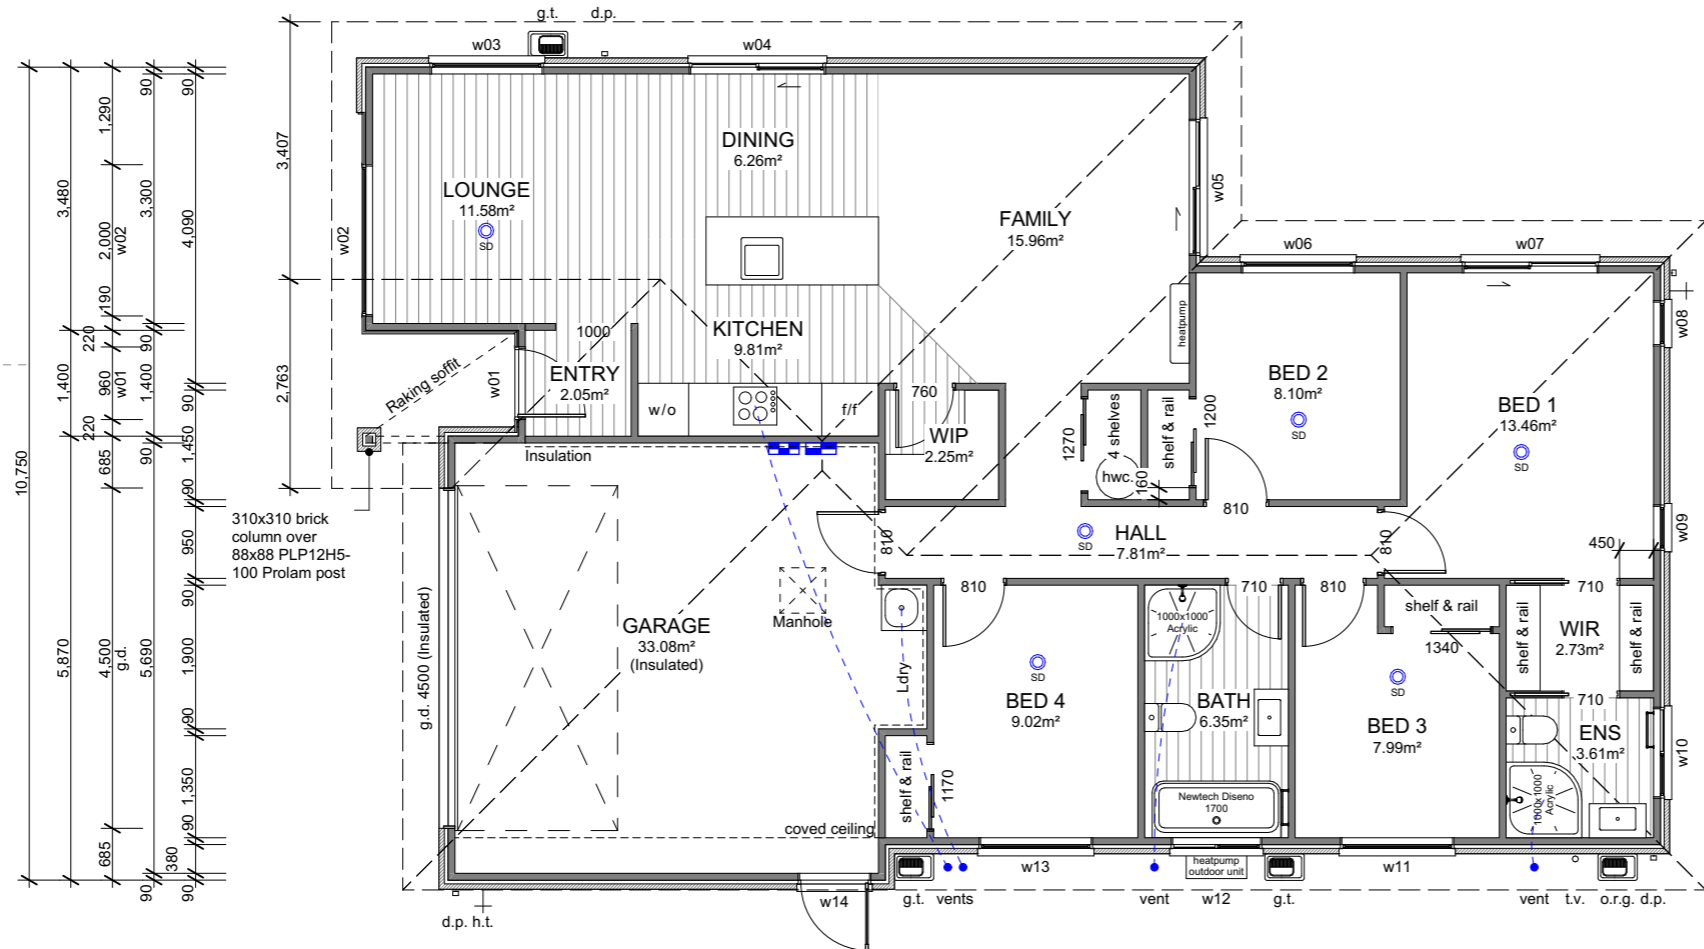 g.t.
d.p.
w03
w04
90
90
1,290
3,407
DINING
6.26m²
LOUNGE
11.58m²
SD
FAMILY
15.96m²
w05
w02
3,480
2,000
w02
3,300
4,090
190
w06
w07
w08
heatpump
220
90
1000
KITCHEN
9.81m²
1,400
960
w01
1,400
90
2,763
Raking soffit
w01
ENTRY
2.05m²
w/o
f/f
760
WIP
2.25m²
4 shelves
shelf & rail
1200
1270
hwc.
160
BED 2
8.10m²
SD
BED 1
13.46m²
SD
220
685
90
1,450
10,750
Insulation
310x310 brick
column over
88x88 PLP12H5-
100 Prolam post
90
950
90
810
SD
HALL
7.81m²
810
810
w09
450
810
710
810
710
g.d. 4500 (Insulated)
GARAGE
33.08m²
(Insulated)
Manhole
Ldry
1000x1000
Acrylic
shelf & rail
1340
shelf & rail
WIR
2.73m²
shelf & rail
5,870
4,500
g.d.
5,690
1,900
SD
BED 4
9.02m²
BATH
6.35m²
SD
BED 3
7.99m²
710
ENS
3.61m²
w10
90
1,350
shelf & rail
1170
Newtech Diseno
1700
1000x1000
Acrylic
coved ceiling
90
685
380
90
90
w13
heatpump
outdoor unit
w11
d.p. h.t.
w14
g.t.
vents
vent
w12
g.t.
vent
t.v.
o.r.g.
d.p.